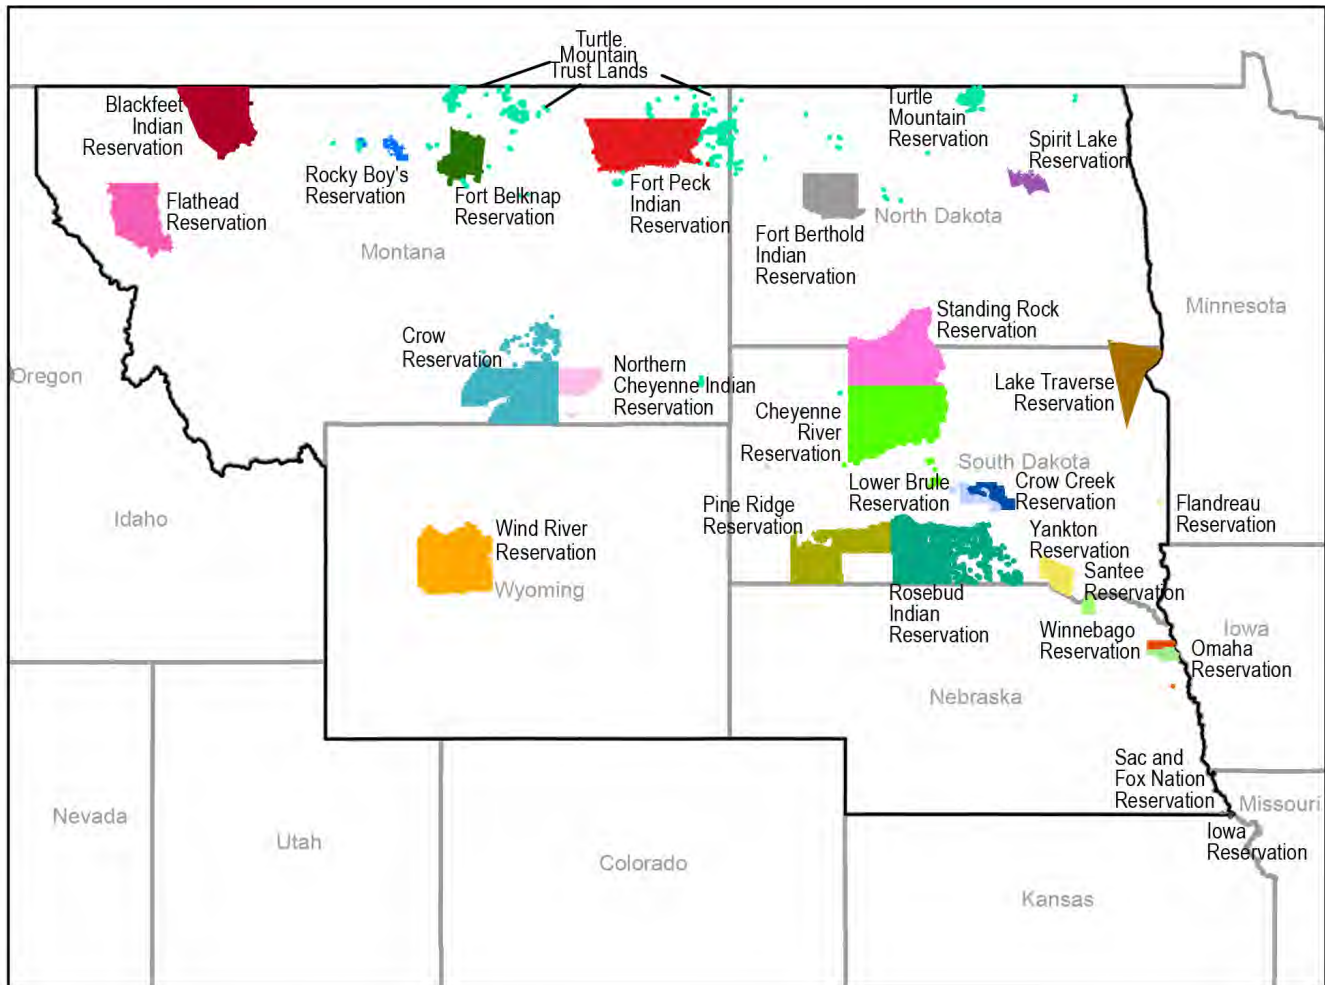 Turtle
Mountain
Trust Lands
Blackfeet
Indian
Reservation
Turtle
Mountain
Reservation
Spirit Lake
Reservation
Rocky Boy's
Reservation
Fort Belknap
Reservation
Fort Peck
Indian
Reservation
Flathead
Reservation
North Dakota
Fort Berthold
Indian
Reservation
Montana
Minnesota
Standing Rock
Reservation
Crow
Reservation
Northern
Cheyenne Indian
Reservation
Oregon
Lake Traverse
Reservation
Cheyenne
River
Reservation
South Dakota
Lower Brule
Reservation
Crow Creek
Reservation
Pine Ridge
Reservation
Flandreau
Reservation
Idaho
Wind River
Reservation
Wyoming
Yankton
Reservation
Santee
Reservation
Rosebud
Indian
Reservation
Winnebago
Reservation
Iowa
Omaha
Reservation
Nebraska
Sac and
Fox Nation
Reservation
Missouri
Iowa
Reservation
Nevada
Utah
Colorado
Kansas